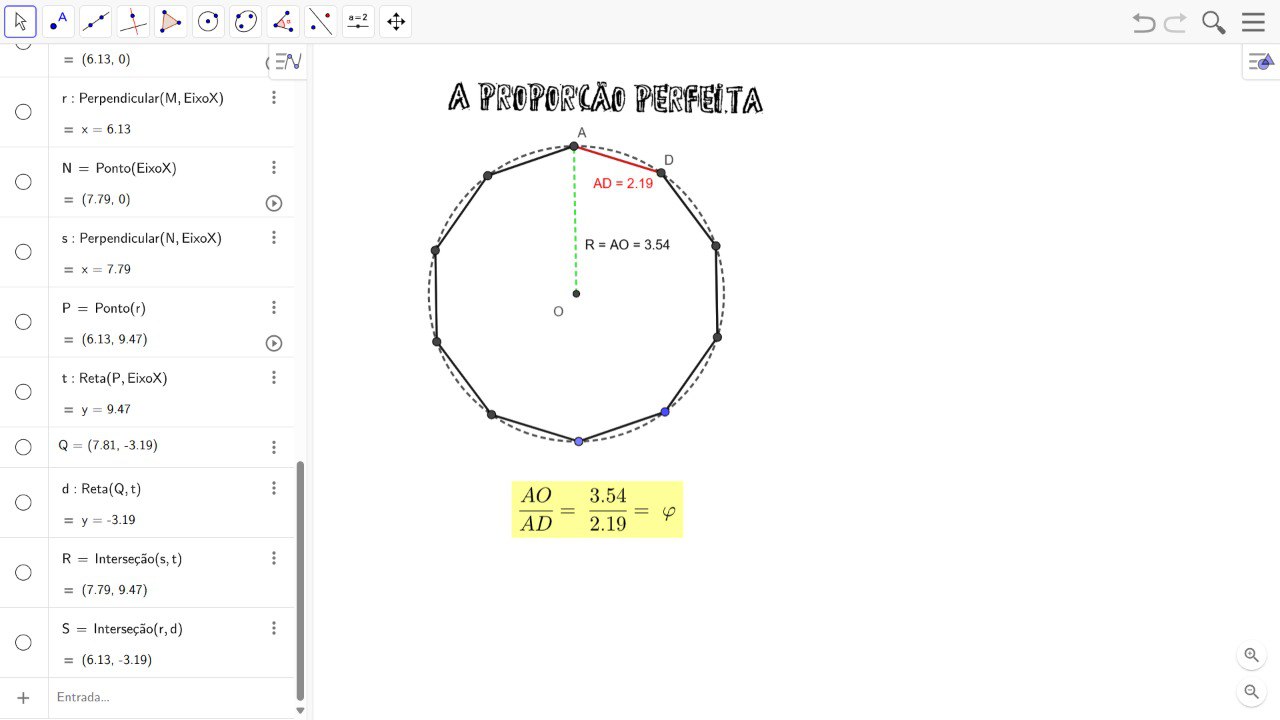 a=2
= (6.13, 0)
r : Perpendicular(M, EixoX)
= x = 6.13
N = Ponto(EixoX)
= (7.79, 0)
s : Perpendicular(N, EixoX)
= x = 7.79
P = Ponto(r)
= (6.13, 9.47)
t : Reta(P, EixoX)
= y = 9.47
Q = (7.81, -3.19)
d : Reta(Q, t)
= y = -3.19
R = Interseção(s, t)
= (7.79, 9.47)
S = Interseção(r, d)
= (6.13, -3.19)
+ Entrada...
A PROPORÇÃO PERFEITA
A
D
AD = 2.19
R = AO = 3.54
O
AO/AD = 3.54/2.19 = φ